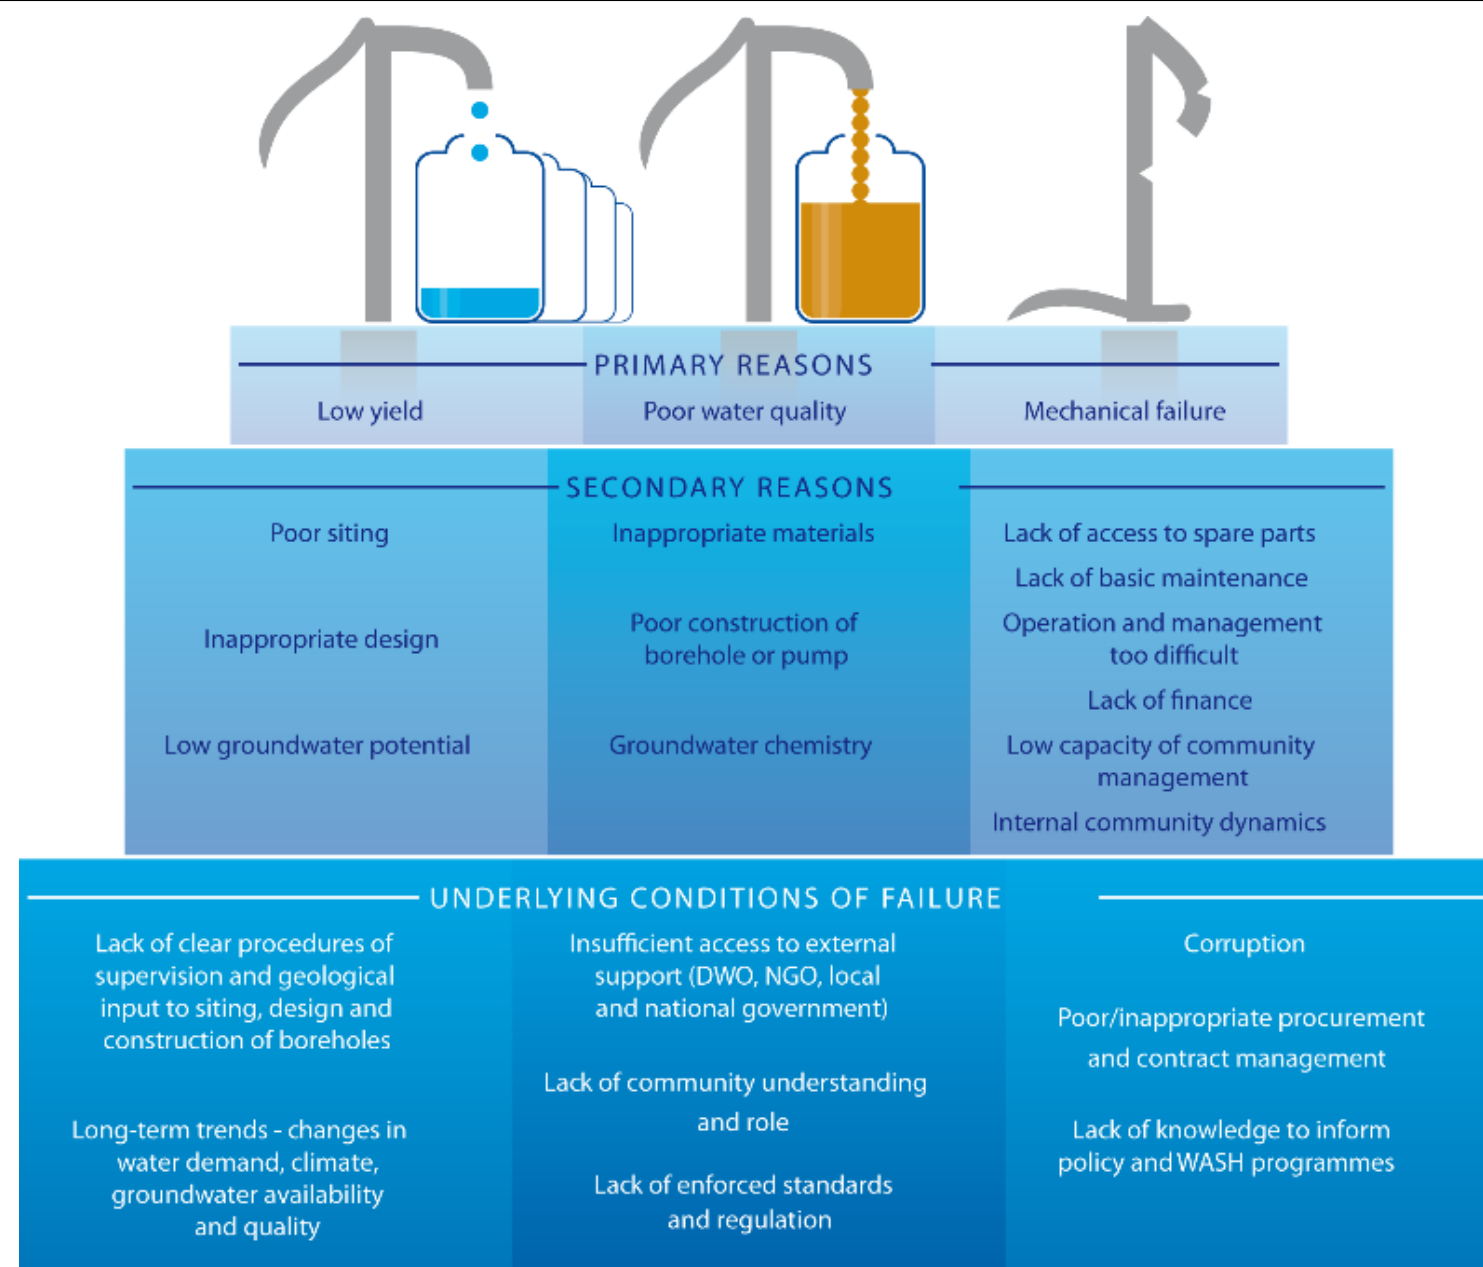 PRIMARY REASONS
Low yield
Poor water quality
Mechanical failure
SECONDARY REASONS
Poor siting
Inappropriate design
Low groundwater potential
Inappropriate materials
Poor construction of
borehole or pump
Groundwater chemistry
Lack of access to spare parts
Lack of basic maintenance
Operation and management
too difficult
Lack of finance
Low capacity of community
management
Internal community dynamics
UNDERLYING CONDITIONS OF FAILURE
Lack of clear procedures of
supervision and geological
input to siting, design and
construction of boreholes
Long-term trends - changes in
water demand, climate,
groundwater availability
and quality
Insufficient access to external
support (DWO, NGO, local
and national government)
Lack of community understanding
and role
Lack of enforced standards
and regulation
Corruption
Poor/inappropriate procurement
and contract management
Lack of knowledge to inform
policy and WASH programmes